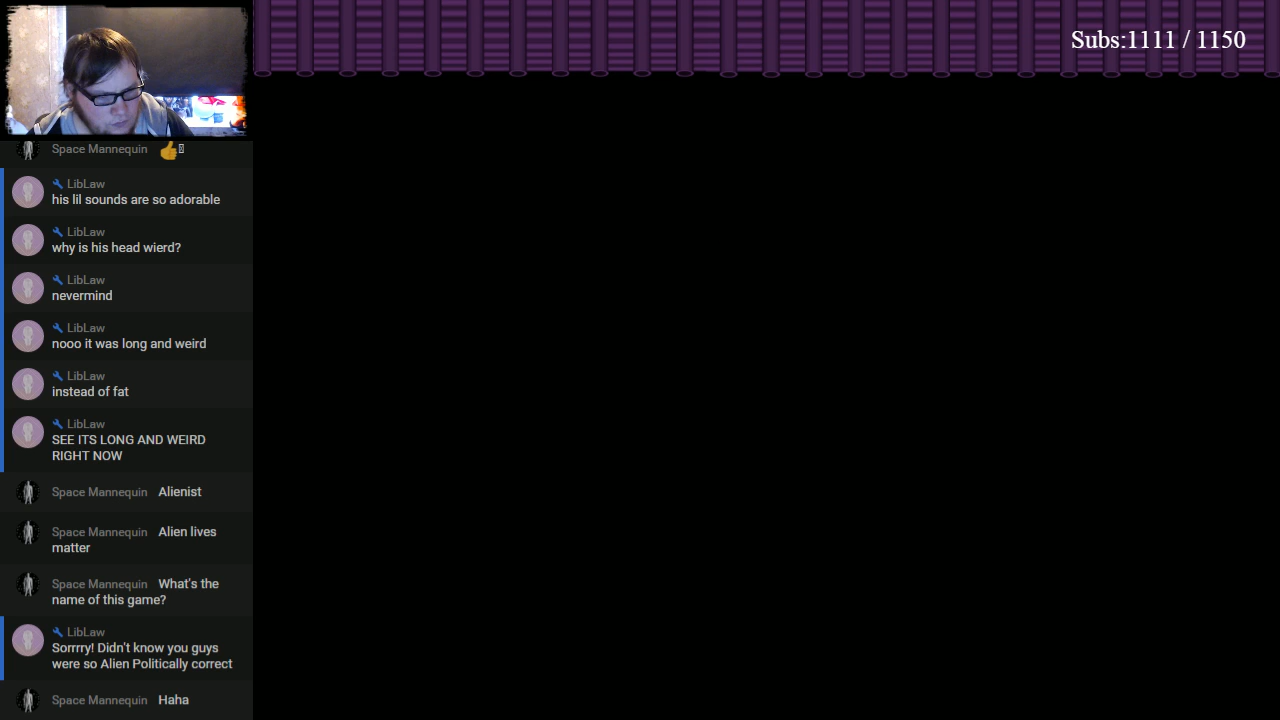 Subs:1111 / 1150
Space Mannequin 👍
LibLaw
his lil sounds are so adorable
LibLaw
why is his head wierd?
LibLaw
nevermind
LibLaw
nooo it was long and weird
LibLaw
instead of fat
LibLaw
SEE ITS LONG AND WEIRD
RIGHT NOW
Space Mannequin Alienist
Space Mannequin Alien lives
matter
Space Mannequin What's the
name of this game?
LibLaw
Sorrrry! Didn't know you guys
were so Alien Politically correct
Space Mannequin Haha